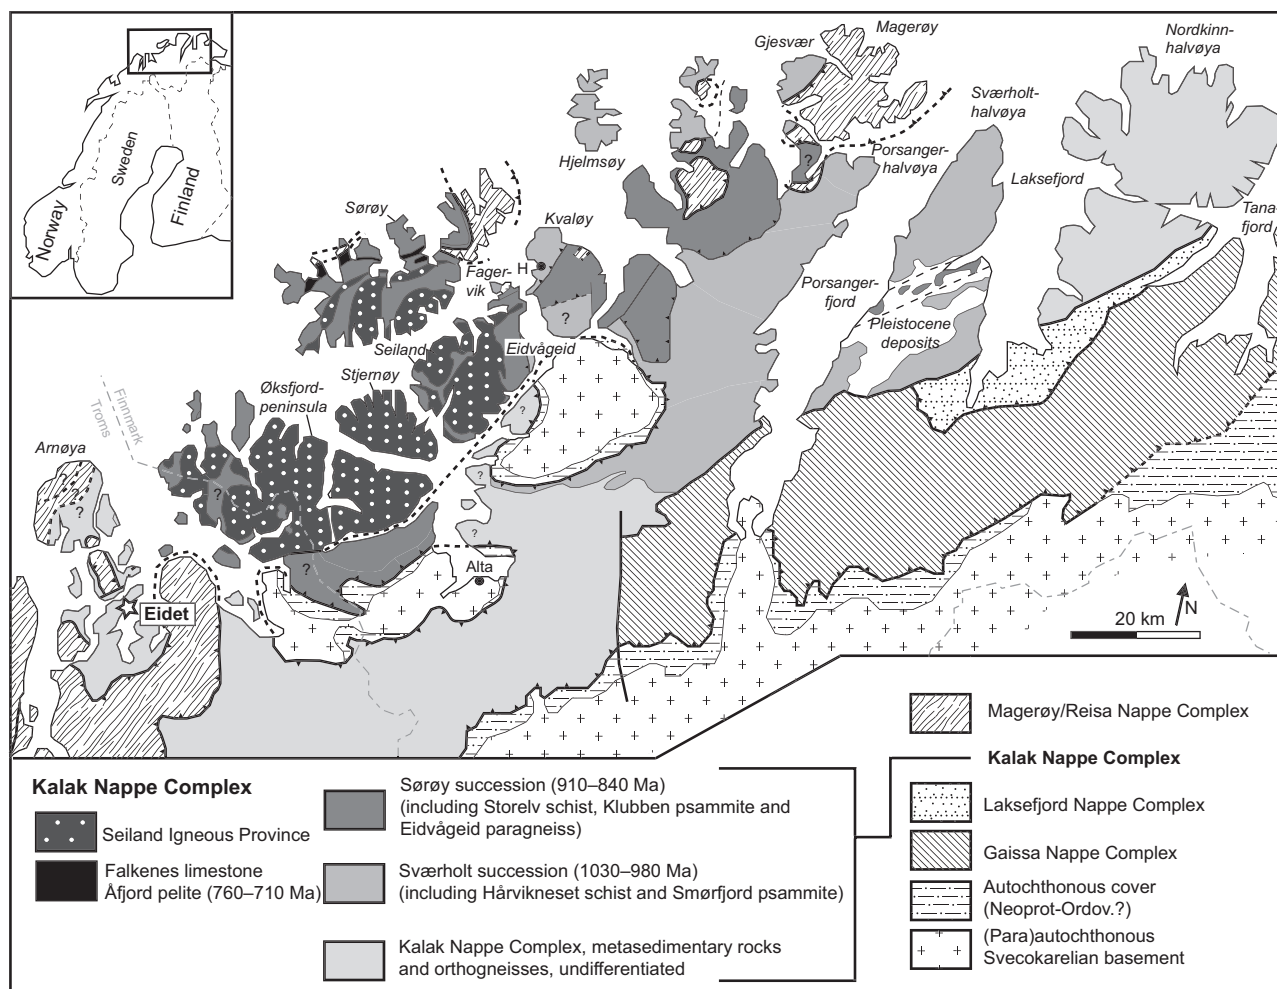 Norway
Sweden
Finland
Gjesvær
Magerøy
Nordkinn-
halvøya
Sværholt-
halvøya
Hjelmsøy
?
Porsanger-
halvøya
Laksefjord
Tana-
fjord
Sørøy
Kvaløy
H
Fager-
vik
?
Porsanger-
fjord
Pleistocene
deposits
Seiland
Eidvågeid
Stjernøy
Øksfjord-
peninsula
?
Finnmark
Troms
Arnøya
?
?
?
?
?
Alta
Eidet
N
20 km
Kalak Nappe Complex
Seiland Igneous Province
Falkenes limestone
Åfjord pelite (760–710 Ma)
Sørøy succession (910–840 Ma)
(including Storelv schist, Klubben psammite and
Eidvågeid paragneiss)
Sværholt succession (1030–980 Ma)
(including Hårvikneset schist and Smørfjord psammite)
Kalak Nappe Complex, metasedimentary rocks
and orthogneisses, undifferentiated
Magerøy/Reisa Nappe Complex
Kalak Nappe Complex
Laksefjord Nappe Complex
Gaissa Nappe Complex
Autochthonous cover
(Neoprot-Ordov.?)
(Para)autochthonous
Svecokarelian basement